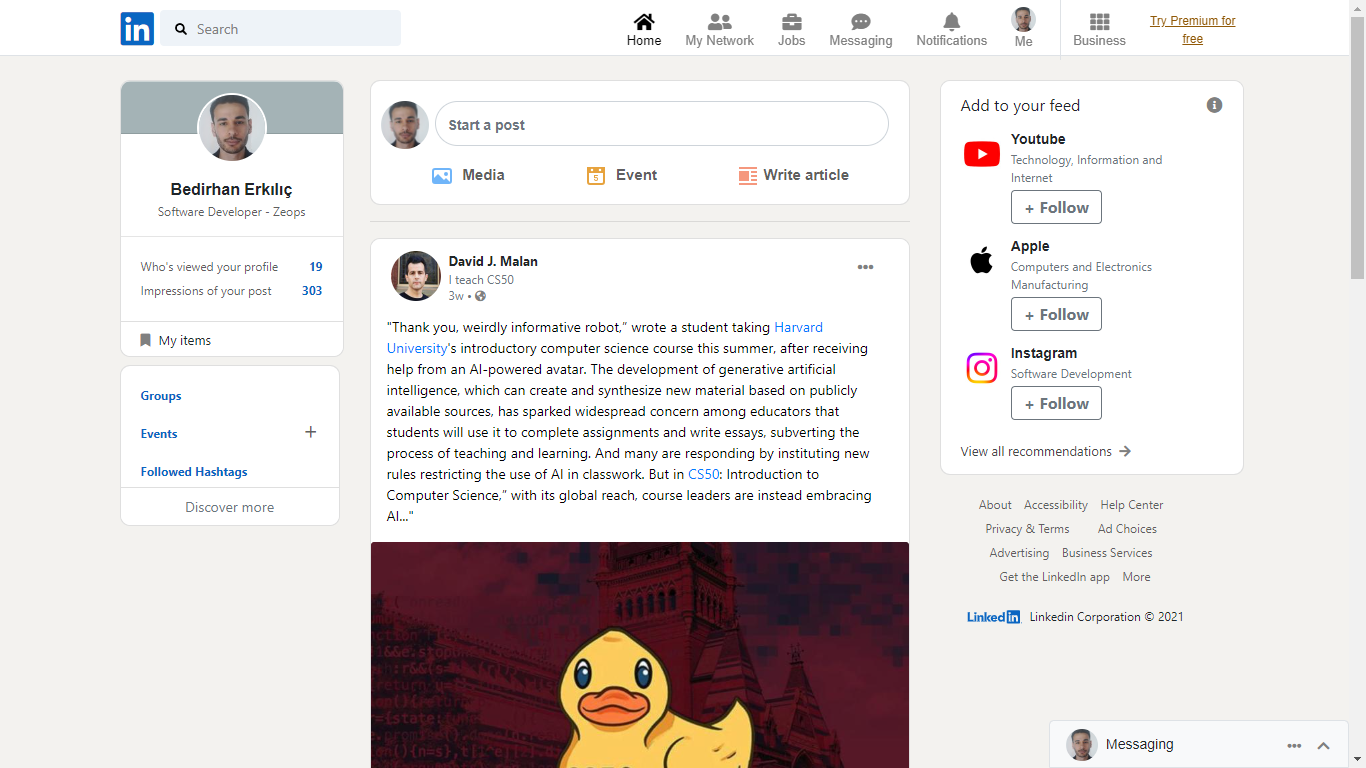 in
Search
Home
My Network
Jobs
Messaging
Notifications
Me
Business
Try Premium for
free
Bedirhan Erkılıç
Software Developer - Zeops
Who's viewed your profile 19
Impressions of your post 303
My items
Groups
Events +
Followed Hashtags
Discover more
Start a post
Media
5
Event
Write article
David J. Malan
I teach CS50
3w •
"Thank you, weirdly informative robot,” wrote a student taking Harvard
University's introductory computer science course this summer, after receiving
help from an AI-powered avatar. The development of generative artificial
intelligence, which can create and synthesize new material based on publicly
available sources, has sparked widespread concern among educators that
students will use it to complete assignments and write essays, subverting the
process of teaching and learning. And many are responding by instituting new
rules restricting the use of AI in classwork. But in CS50: Introduction to
Computer Science,” with its global reach, course leaders are instead embracing
AI..."
Add to your feed
Youtube
Technology, Information and
Internet
+ Follow
Apple
Computers and Electronics
Manufacturing
+ Follow
Instagram
Software Development
+ Follow
View all recommendations
About Accessibility Help Center
Privacy & Terms Ad Choices
Advertising Business Services
Get the LinkedIn app More
Linkedin Linkedin Corporation © 2021
Messaging